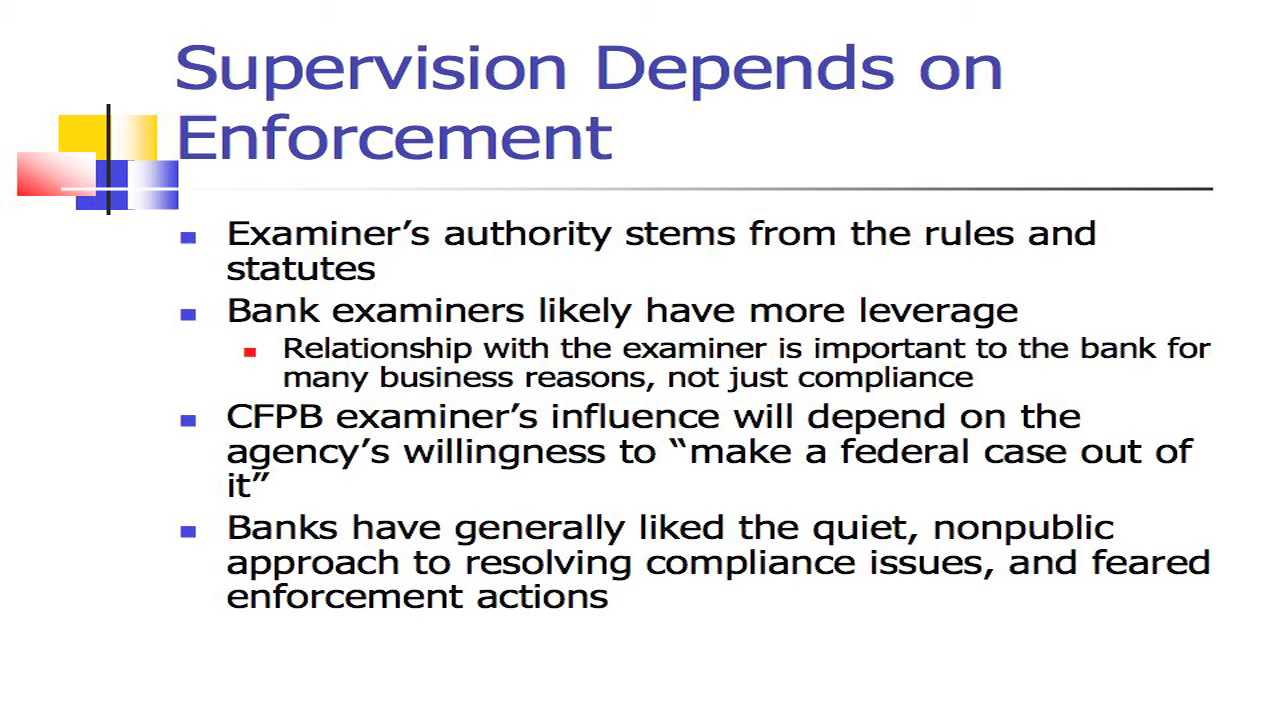 Supervision Depends on
Enforcement
Examiner’s authority stems from the rules and
statutes
Bank examiners likely have more leverage
Relationship with the examiner is important to the bank for
many business reasons, not just compliance
CFPB examiner’s influence will depend on the
agency’s willingness to “make a federal case out of
it”
Banks have generally liked the quiet, nonpublic
approach to resolving compliance issues, and feared
enforcement actions